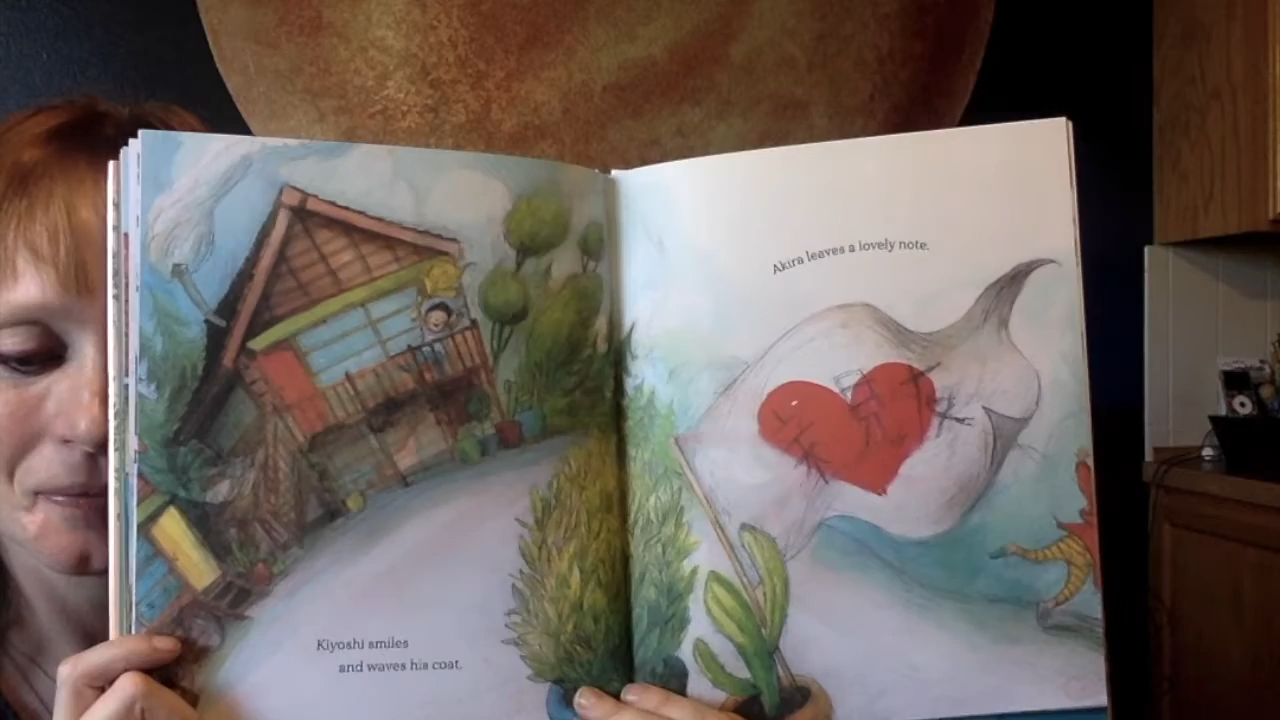 Kiyoshi smiles
and waves his coat.
Akira leaves a lovely note.